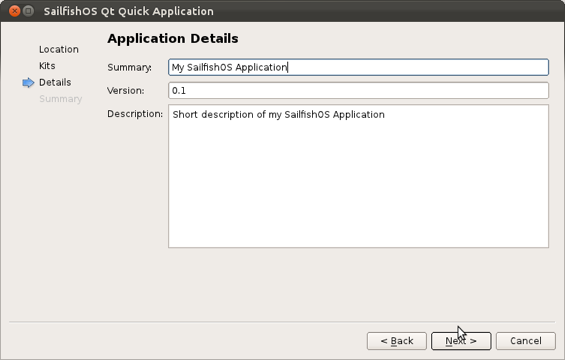 SailfishOS Qt Quick Application
Location
Kits
Details
Summary
Application Details
Summary: My SailfishOS Application
Version: 0.1
Description: Short description of my SailfishOS Application
< Back Next > Cancel